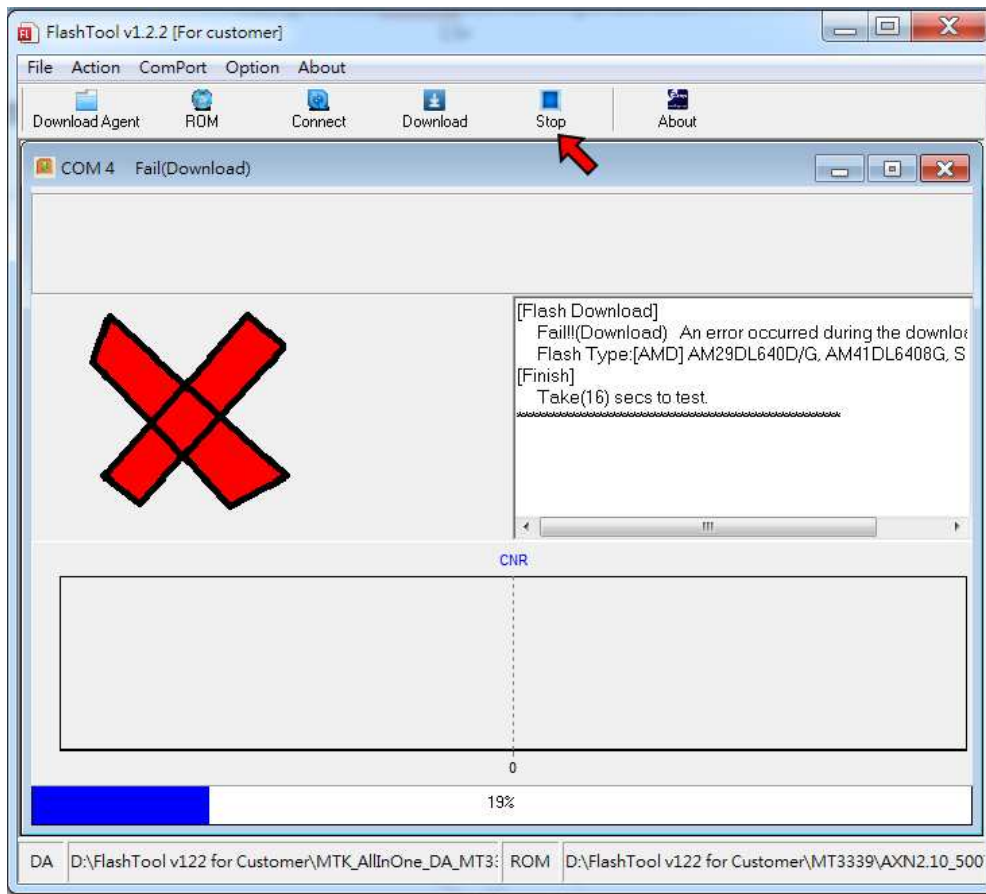 FlashTool v1.2.2 [For customer]
File Action ComPort Option About
Download Agent ROM Connect Download Stop About
COM 4 Fail(Download)
[Flash Download]
Fail!!(Download) An error occurred during the downloa
Flash Type:[AMD] AM29DL640D/G, AM41DL6408G, S
[Finish]
Take(16) secs to test.
CNR
0
19%
DA D:\FlashTool v122 for Customer\MTK_AllInOne_DA_MT33 ROM D:\FlashTool v122 for Customer\MT3339\AXN2.10_500